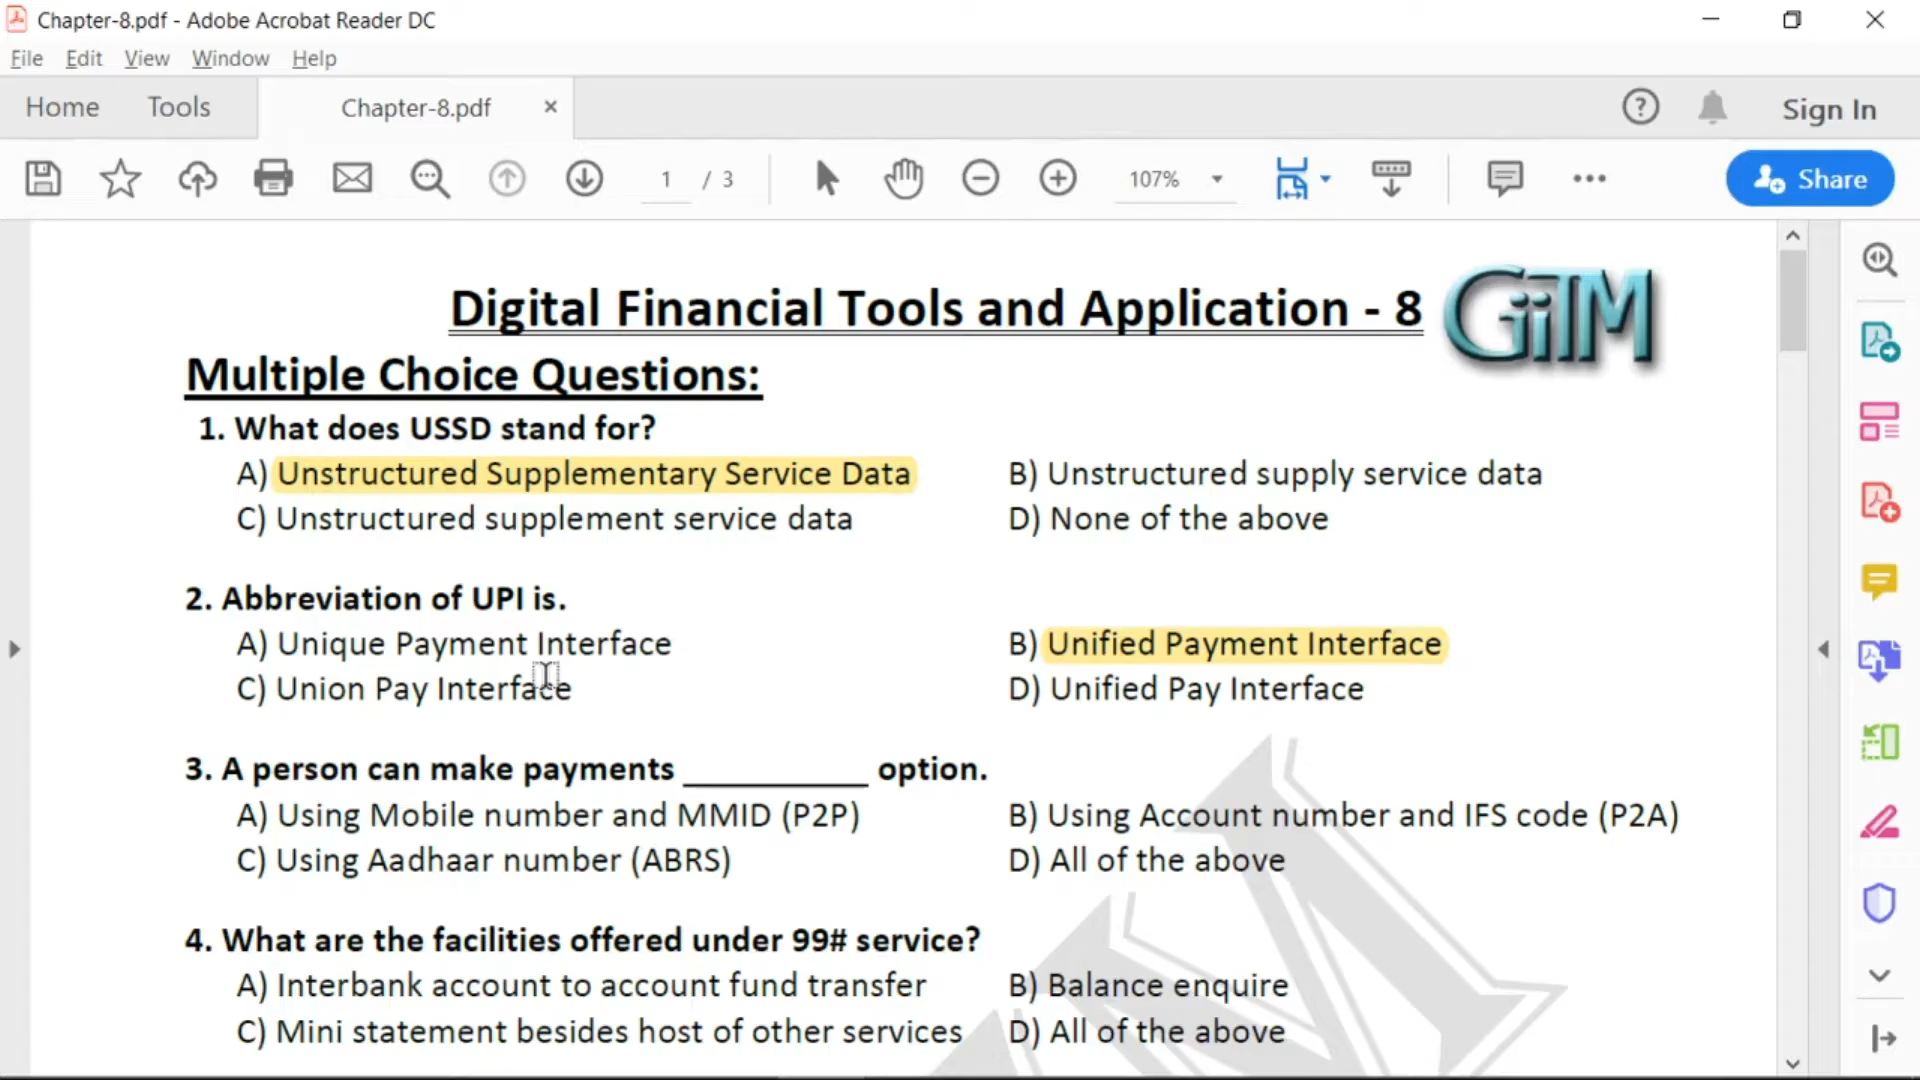 Chapter-8.pdf - Adobe Acrobat Reader DC
File Edit View Window Help
Home Tools Chapter-8.pdf × Sign In
1 / 3 107% Share
Digital Financial Tools and Application - 8 GiiTM
Multiple Choice Questions:
1. What does USSD stand for?
A) Unstructured Supplementary Service Data B) Unstructured supply service data
C) Unstructured supplement service data D) None of the above
2. Abbreviation of UPI is.
A) Unique Payment Interface B) Unified Payment Interface
C) Union Pay Interface D) Unified Pay Interface
3. A person can make payments ___________ option.
A) Using Mobile number and MMID (P2P) B) Using Account number and IFS code (P2A)
C) Using Aadhaar number (ABRS) D) All of the above
4. What are the facilities offered under 99# service?
A) Interbank account to account fund transfer B) Balance enquire
C) Mini statement besides host of other services D) All of the above